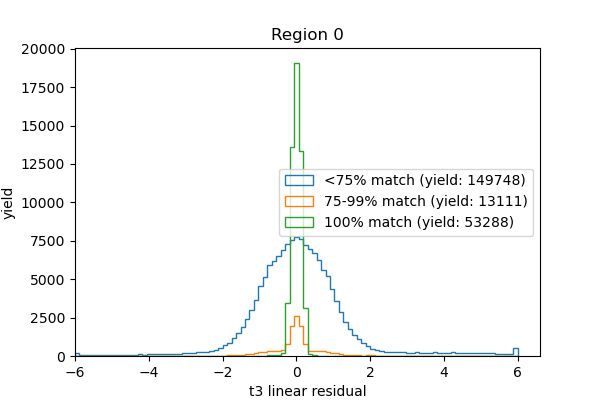 Region 0
20000
17500
15000
12500
10000
7500
5000
2500
0
yield
<75% match (yield: 149748)
75-99% match (yield: 13111)
100% match (yield: 53288)
−6 −4 −2 0 2 4 6
t3 linear residual